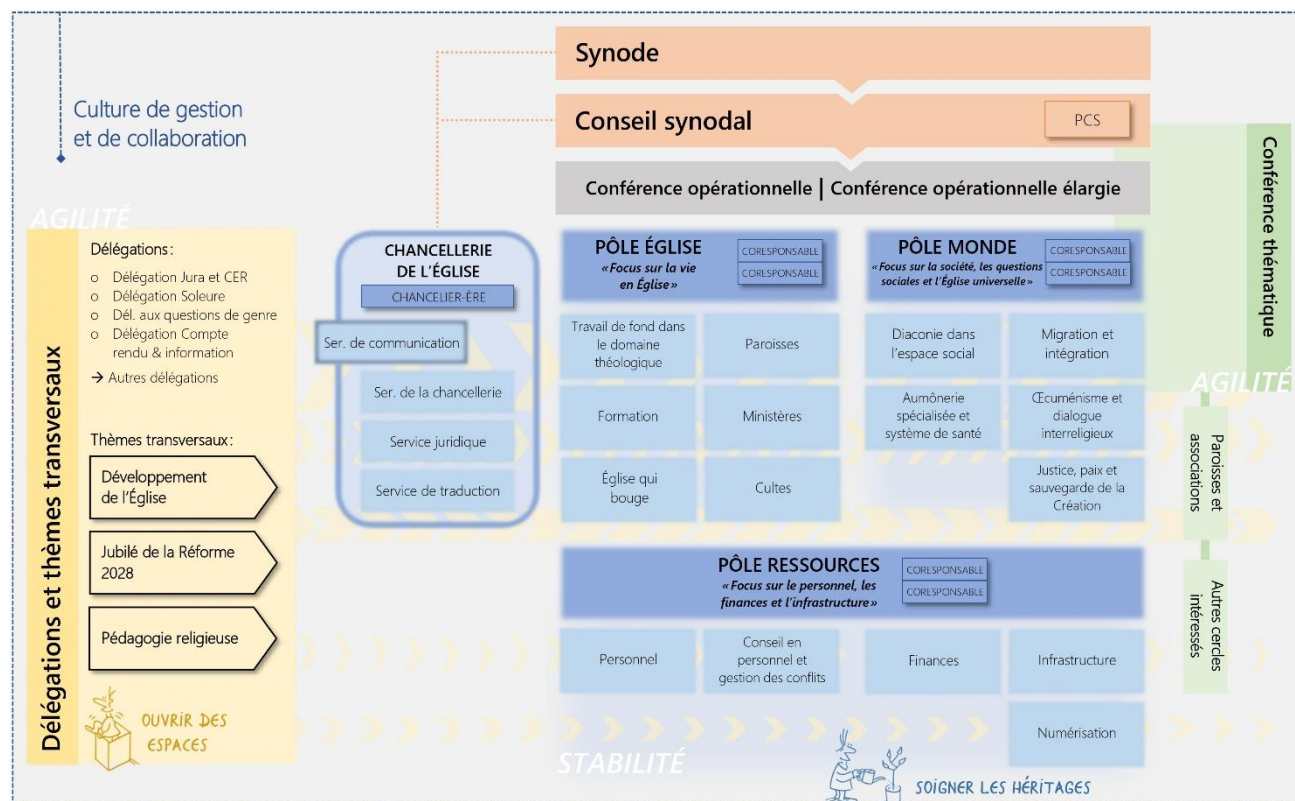 Culture de gestion
et de collaboration
Synode
Conseil synodal
PCS
Conférence opérationnelle | Conférence opérationnelle élargie
Conférence thématique
AGILITÉ
AGILITÉ
Délégations et thèmes transversaux
Délégations :
o Délégation Jura et CER
o Délégation Soleure
o Dél. aux questions de genre
o Délégation Compte
rendu & information
→ Autres délégations
Thèmes transversaux :
Développement
de l'Église
Jubilé de la Réforme
2028
Pédagogie religieuse
OUVRIR DES
ESPACES
CHANCELLERIE
DE L'ÉGLISE
CHANCELIER-ÈRE
Ser. de communication
Ser. de la chancellerie
Service juridique
Service de traduction
PÔLE ÉGLISE
« Focus sur la vie
en Église »
CORESPONSABLE
CORESPONSABLE
Travail de fond dans
le domaine
théologique
Paroisses
Formation
Ministères
Église qui
bouge
Cultes
PÔLE MONDE
« Focus sur la société, les questions
sociales et l'Église universelle »
CORESPONSABLE
CORESPONSABLE
Diaconie dans
l'espace social
Migration et
intégration
Aumônerie
spécialisée et
système de santé
Œcuménisme et
dialogue
interreligieux
Justice, paix et
sauvegarde de la
Création
Paroisses et
associations
Autres cercles
intéressés
PÔLE RESSOURCES
« Focus sur le personnel, les
finances et l'infrastructure »
CORESPONSABLE
CORESPONSABLE
Personnel
Conseil en
personnel et
gestion des conflits
Finances
Infrastructure
Numérisation
STABILITÉ
SOIGNER LES HÉRITAGES